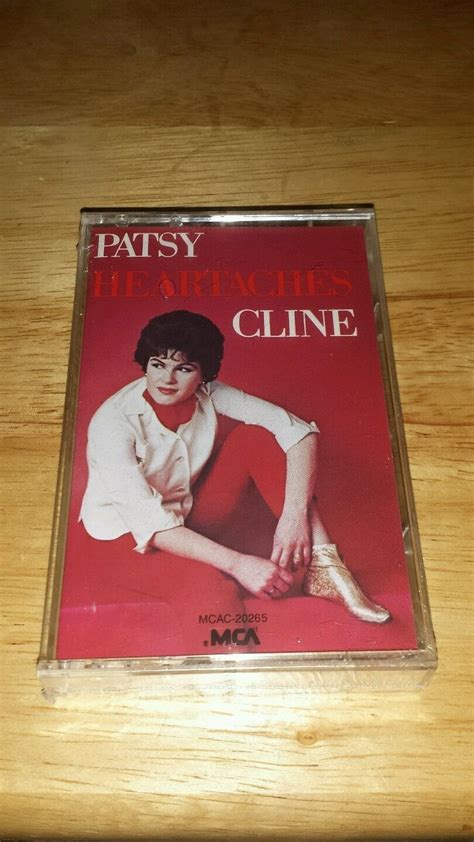 PATSY
HEARTACHES
CLINE
MCAC-20265
MCA